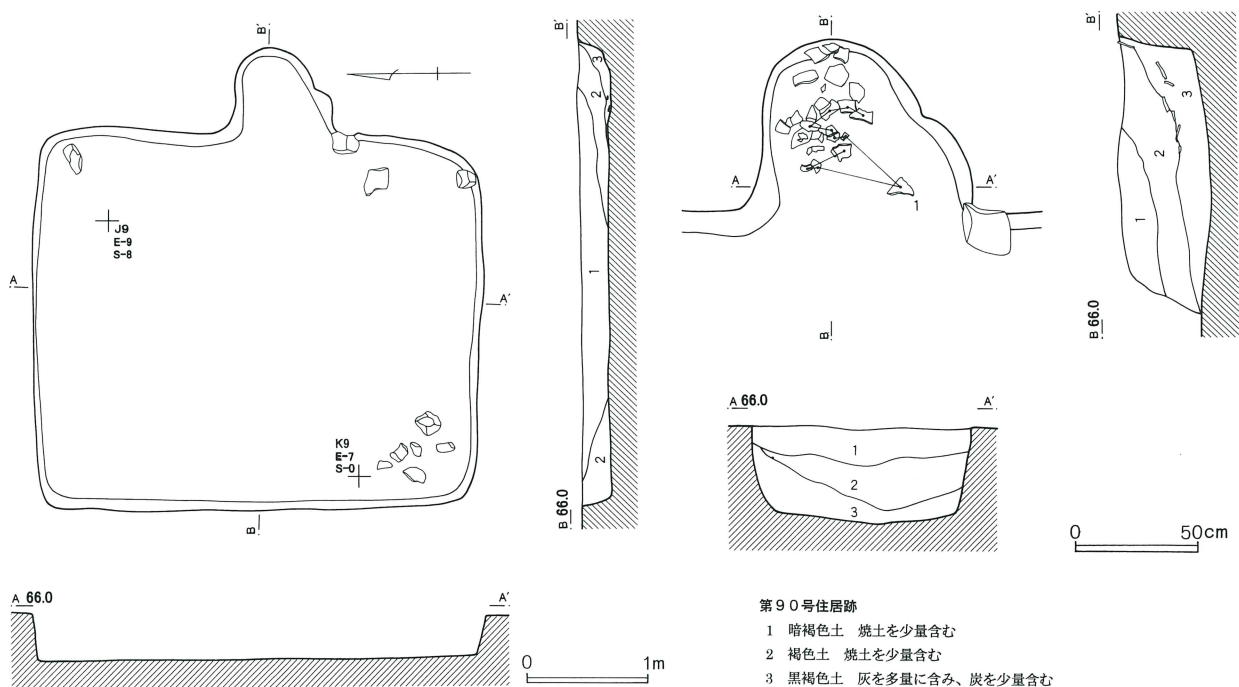 B'
J9
E-9
S-8
A
A'
K9
E-7
S-0
B
B'
3
2
1
2
B 66.0
A 66.0
A'
0
1m
B'
A
A'
1
B
B'
3
2
1
B 66.0
A 66.0
A'
1
2
3
0
50cm
第90号住居跡
1 暗褐色土 焼土を少量含む
2 褐色土 焼土を少量含む
3 黒褐色土 灰を多量に含み、炭を少量含む